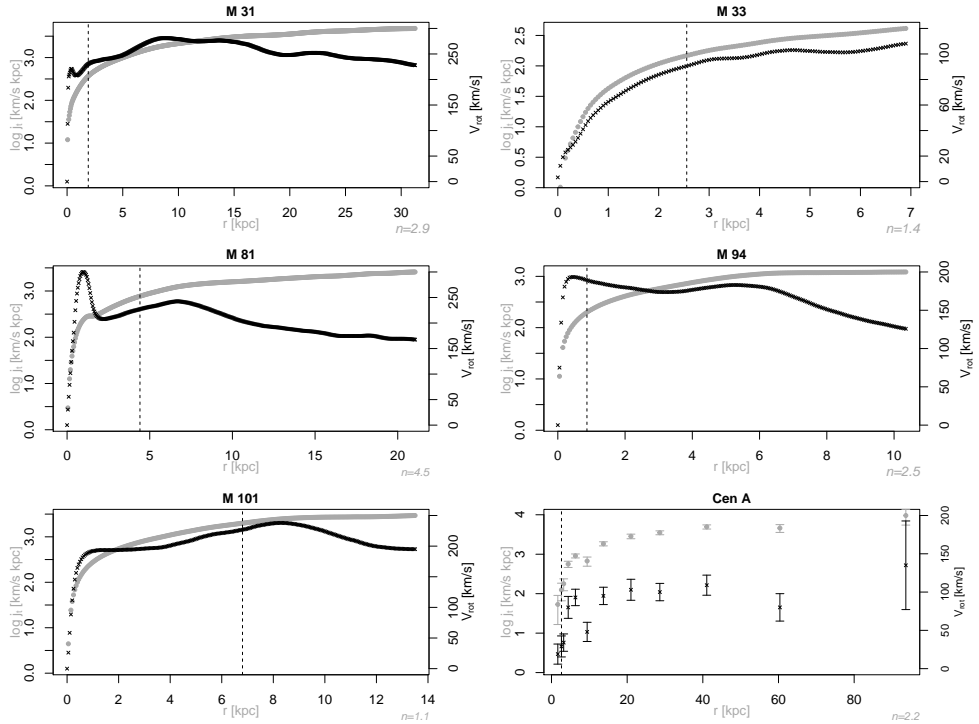 M 31
log jₜ [km/s kpc]
0.0 1.0 2.0 3.0
0 50 150 250
V_rot [km/s]
0 5 10 15 20 25 30
r [kpc]
n=2.9
M 33
log jₜ [km/s kpc]
0.0 0.5 1.0 1.5 2.0 2.5
0 20 60 100
V_rot [km/s]
0 1 2 3 4 5 6 7
r [kpc]
n=1.4
M 81
log jₜ [km/s kpc]
0.0 1.0 2.0 3.0
0 50 150 250
V_rot [km/s]
0 5 10 15 20
r [kpc]
n=4.5
M 94
log jₜ [km/s kpc]
0.0 1.0 2.0 3.0
0 50 100 150 200
V_rot [km/s]
0 2 4 6 8 10
r [kpc]
n=2.5
M 101
log jₜ [km/s kpc]
0.0 1.0 2.0 3.0
0 50 100 200
V_rot [km/s]
0 2 4 6 8 10 12 14
r [kpc]
n=1.1
Cen A
log jₜ [km/s kpc]
0 1 2 3 4
0 50 100 150 200
V_rot [km/s]
0 20 40 60 80
r [kpc]
n=2.2